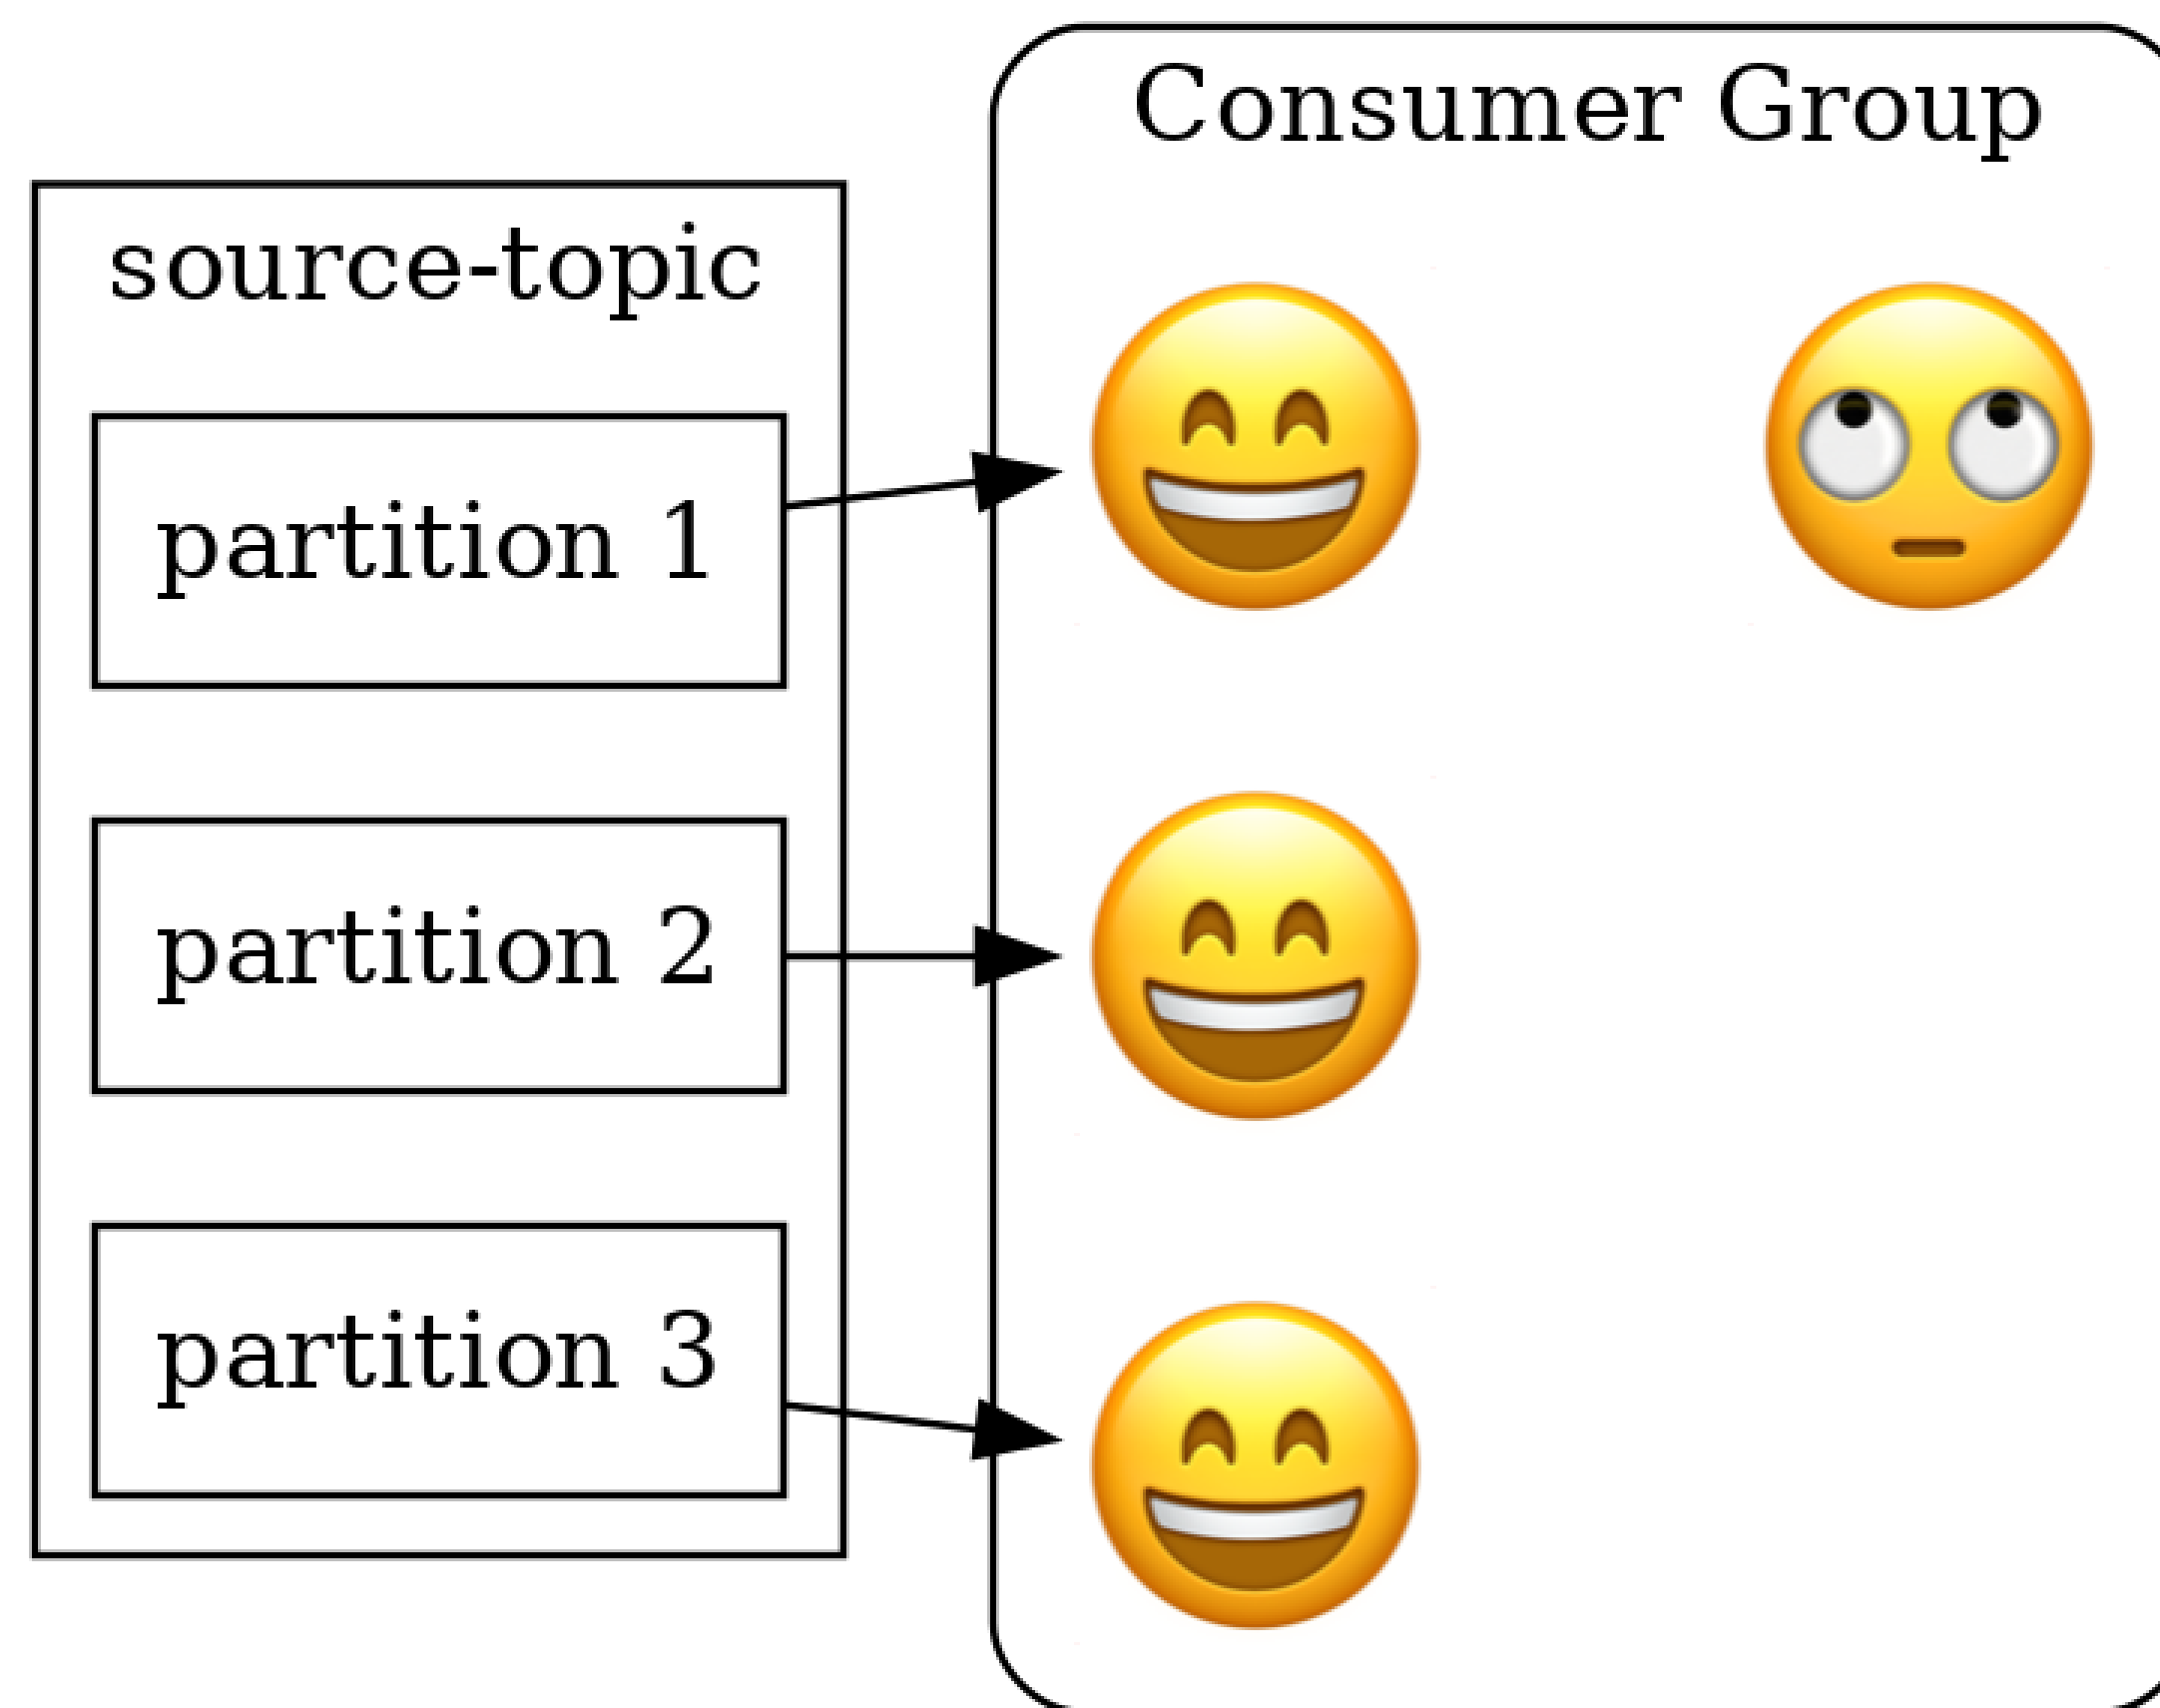 Consumer Group
source-topic
partition 1
partition 2
partition 3